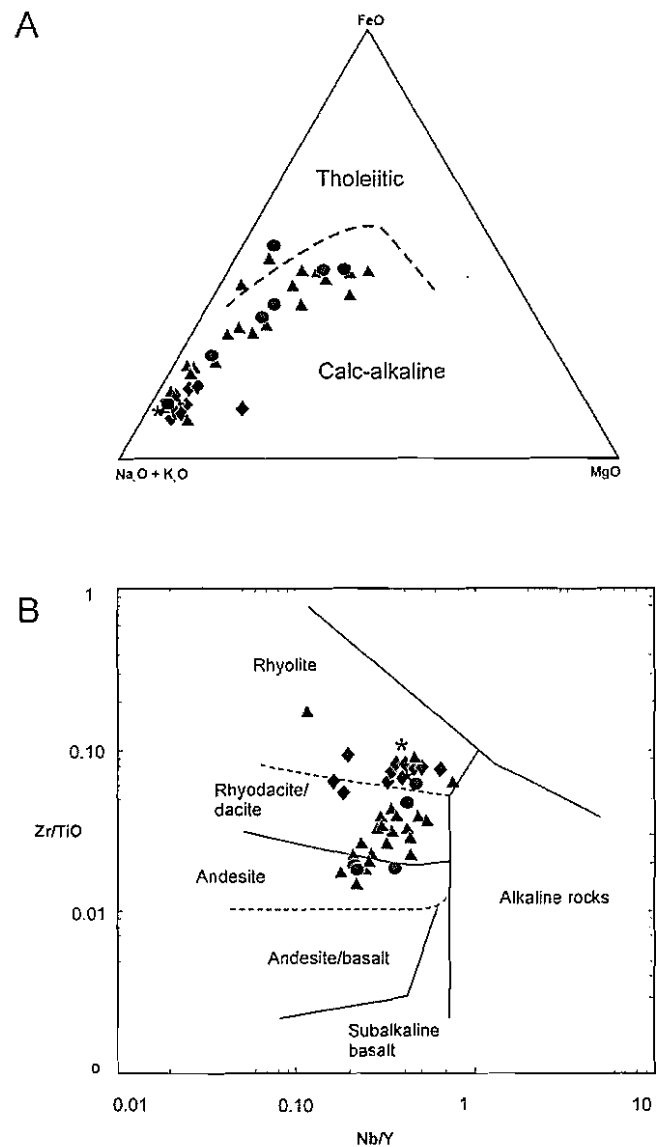 A
FeO
Tholeiitic
Calc-alkaline
Na₂O + K₂O
MgO
B
1
Rhyolite
0.10
Rhyodacite/
dacite
Zr/TiO
Andesite
Alkaline rocks
0.01
Andesite/basalt
Subalkaline
basalt
0
0.01
0.10
1
10
Nb/Y